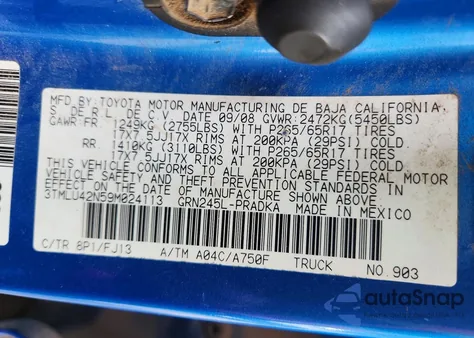 MFD. BY: TOYOTA MOTOR MANUFACTURING DE BAJA CALIFORNIA
S. DE R. L. DE C. V. DATE 09/08 GVWR: 2472KG(5450LBS)
GAWR FR: 1249KG (2755LBS) WITH P265/65R17 TIRES
17X7 5JJ17X RIMS AT 200KPA (29PSI) COLD
RR: 1410KG (3110LBS) WITH P265/65R17 TIRES
17X7 5JJ17X RIMS AT 200KPA (29PSI) COLD
THIS VEHICLE CONFORMS TO ALL APPLICABLE FEDERAL MOTOR
VEHICLE SAFETY AND THEFT PREVENTION STANDARDS IN
EFFECT ON THE DATE OF MANUFACTURE SHOWN ABOVE.
3TMLU42N59M024113 GRN245L-PRADKA MADE IN MEXICO
C/TR 8P1/FJ13 A/TM A04C/A750F TRUCK NO.903
autoSnap